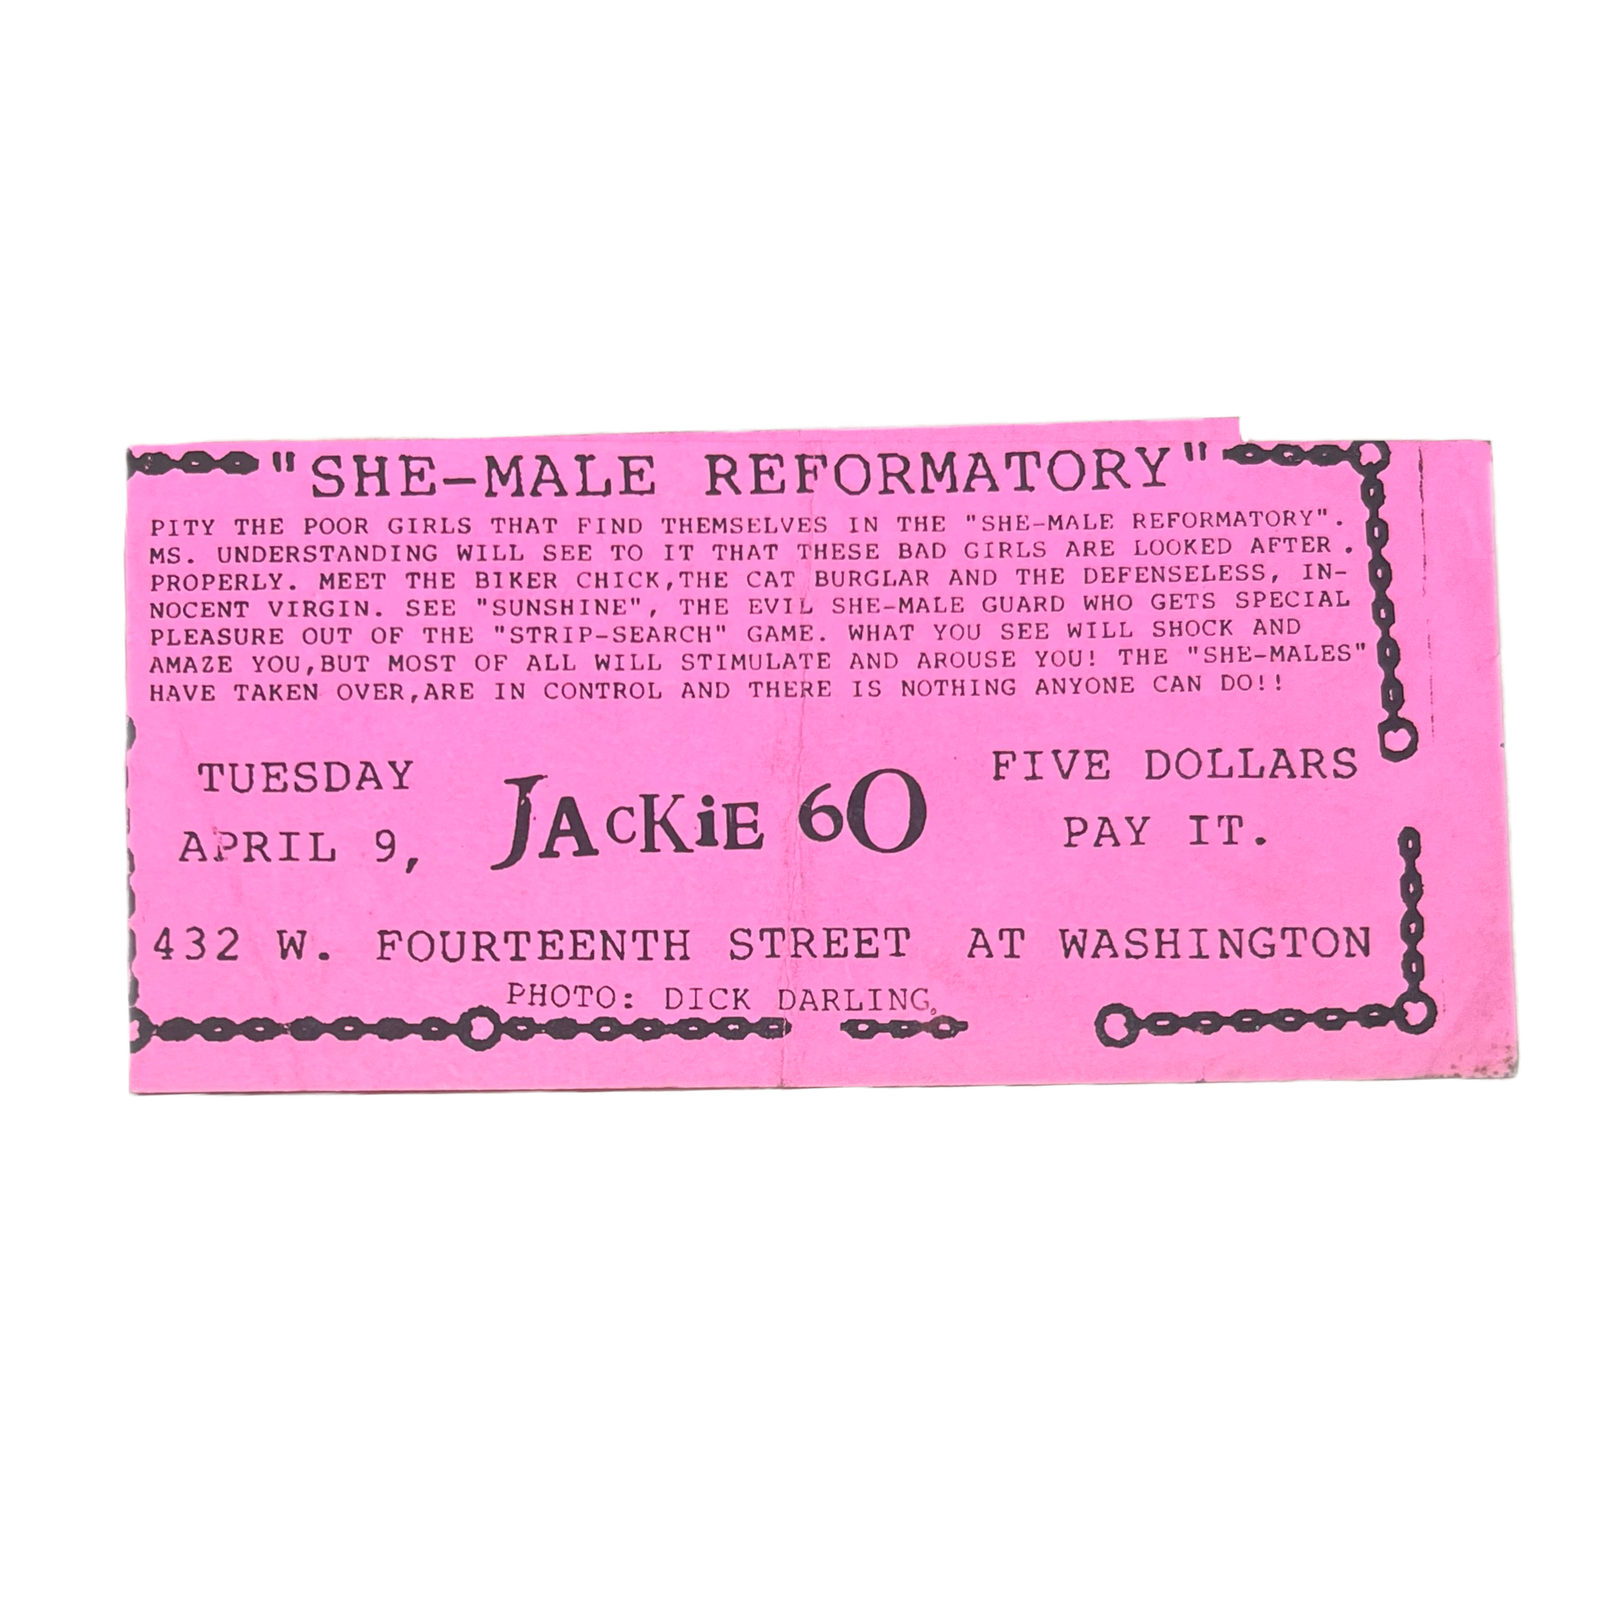 "SHE-MALE REFORMATORY"
PITY THE POOR GIRLS THAT FIND THEMSELVES IN THE "SHE-MALE REFORMATORY".
MS. UNDERSTANDING WILL SEE TO IT THAT THESE BAD GIRLS ARE LOOKED AFTER .
PROPERLY. MEET THE BIKER CHICK,THE CAT BURGLAR AND THE DEFENSELESS, IN-
NOCENT VIRGIN. SEE "SUNSHINE", THE EVIL SHE-MALE GUARD WHO GETS SPECIAL
PLEASURE OUT OF THE "STRIP-SEARCH" GAME. WHAT YOU SEE WILL SHOCK AND
AMAZE YOU,BUT MOST OF ALL WILL STIMULATE AND AROUSE YOU! THE "SHE-MALES"
HAVE TAKEN OVER,ARE IN CONTROL AND THERE IS NOTHING ANYONE CAN DO!!
TUESDAY
APRIL 9,
JAcKiE 60
FIVE DOLLARS
PAY IT.
432 W. FOURTEENTH STREET AT WASHINGTON
PHOTO: DICK DARLING.